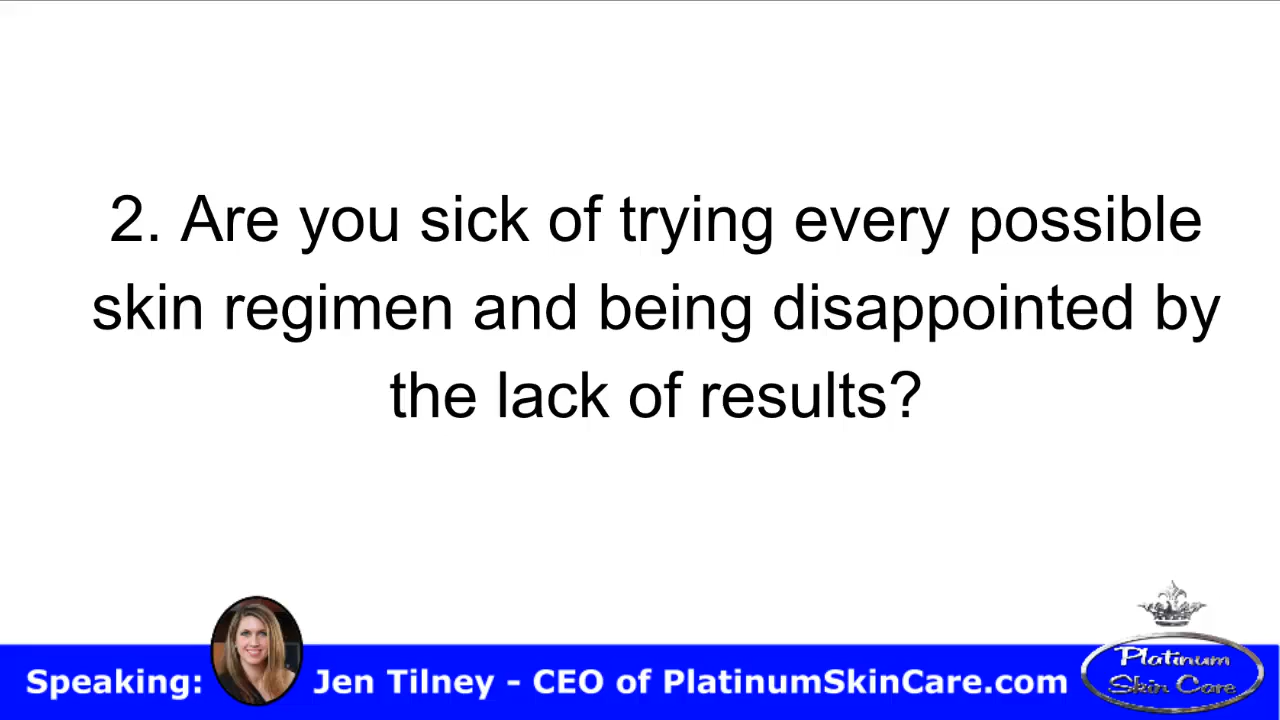 2. Are you sick of trying every possible
skin regimen and being disappointed by
the lack of results?
Speaking: Jen Tilney - CEO of PlatinumSkinCare.com
Platinum
Skin Care